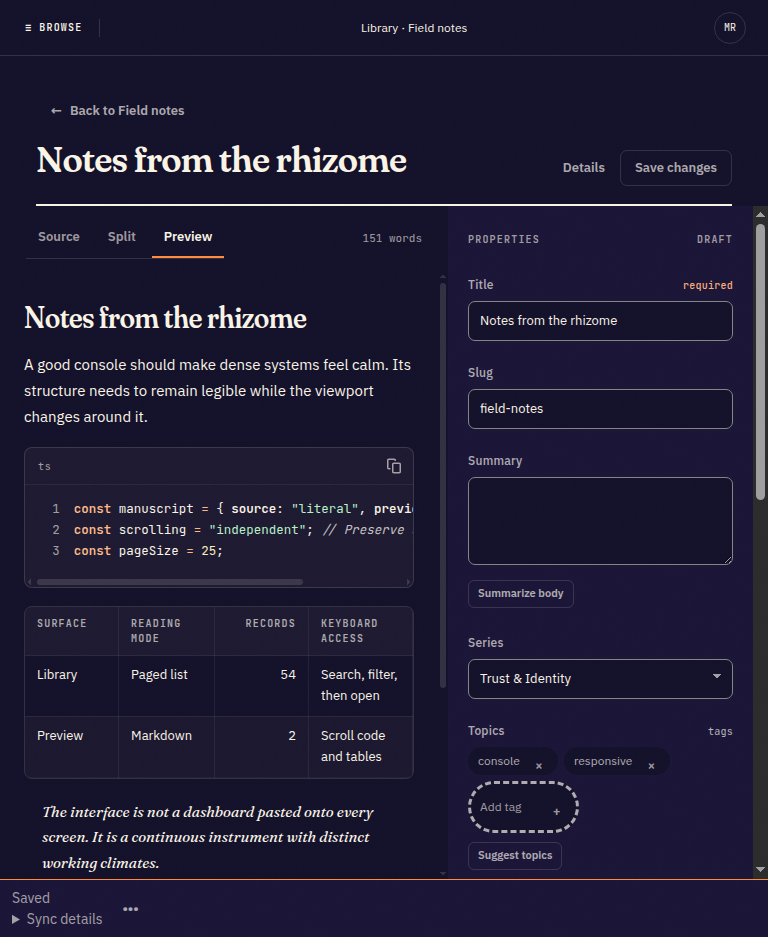 ≡ BROWSE
Library · Field notes
MR
← Back to Field notes
Notes from the rhizome
Details
Save changes
Source
Split
Preview
151 words
Notes from the rhizome
A good console should make dense systems feel calm. Its
structure needs to remain legible while the viewport
changes around it.
ts
1 const manuscript = { source: "literal", previ
2 const scrolling = "independent"; // Preserve
3 const pageSize = 25;
SURFACE
READING
MODE
RECORDS
KEYBOARD
ACCESS
Library
Paged list
54
Search, filter,
then open
Preview
Markdown
2
Scroll code
and tables
The interface is not a dashboard pasted onto every
screen. It is a continuous instrument with distinct
working climates.
PROPERTIES
DRAFT
Title
required
Notes from the rhizome
Slug
field-notes
Summary
Summarize body
Series
Trust & Identity
Topics
tags
console ×
responsive ×
Add tag +
Suggest topics
Saved
▶ Sync details
•••